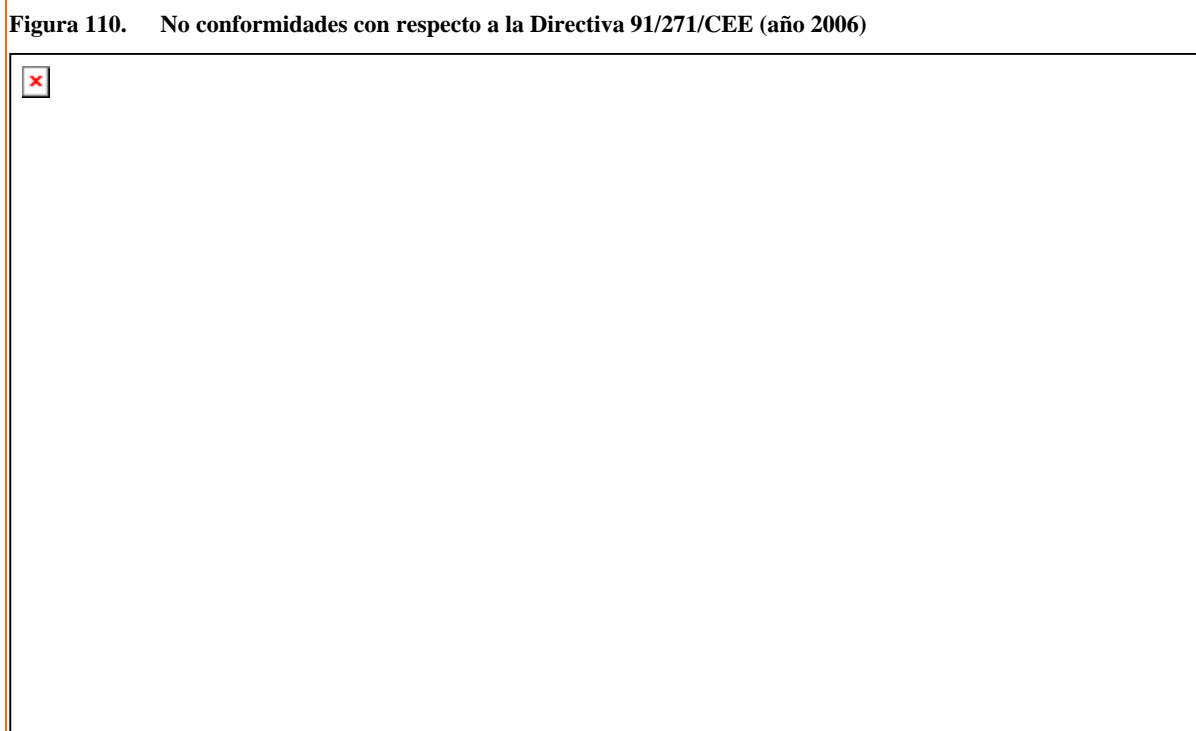 Figura 110. No conformidades con respecto a la Directiva 91/271/CEE (año 2006)